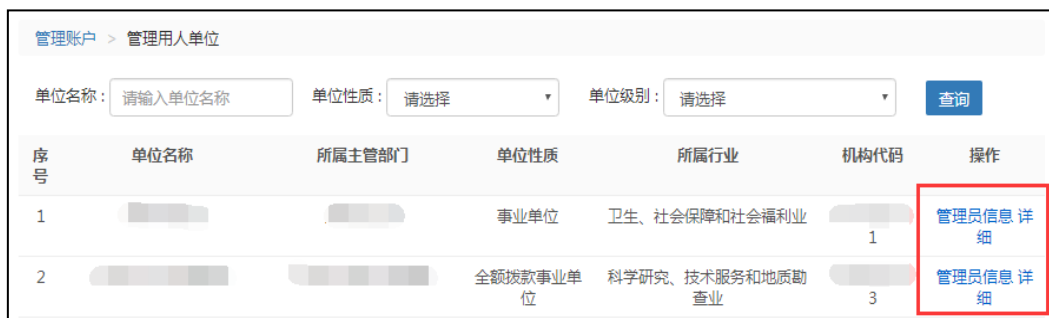 管理账户 > 管理用人单位
单位名称： 请输入单位名称 单位性质： 请选择 单位级别： 请选择 查询
序号 单位名称 所属主管部门 单位性质 所属行业 机构代码 操作
1 事业单位 卫生、社会保障和社会福利业 1 管理员信息 详细
2 全额拨款事业单位 科学研究、技术服务和地质勘查业 3 管理员信息 详细